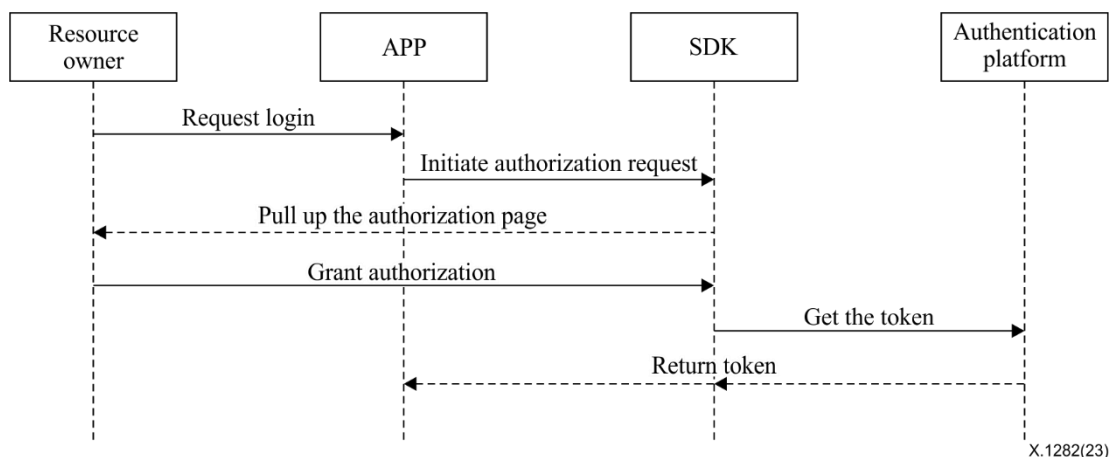 Resource
owner
APP
SDK
Authentication
platform
Request login
Initiate authorization request
Pull up the authorization page
Grant authorization
Get the token
Return token
X.1282(23)